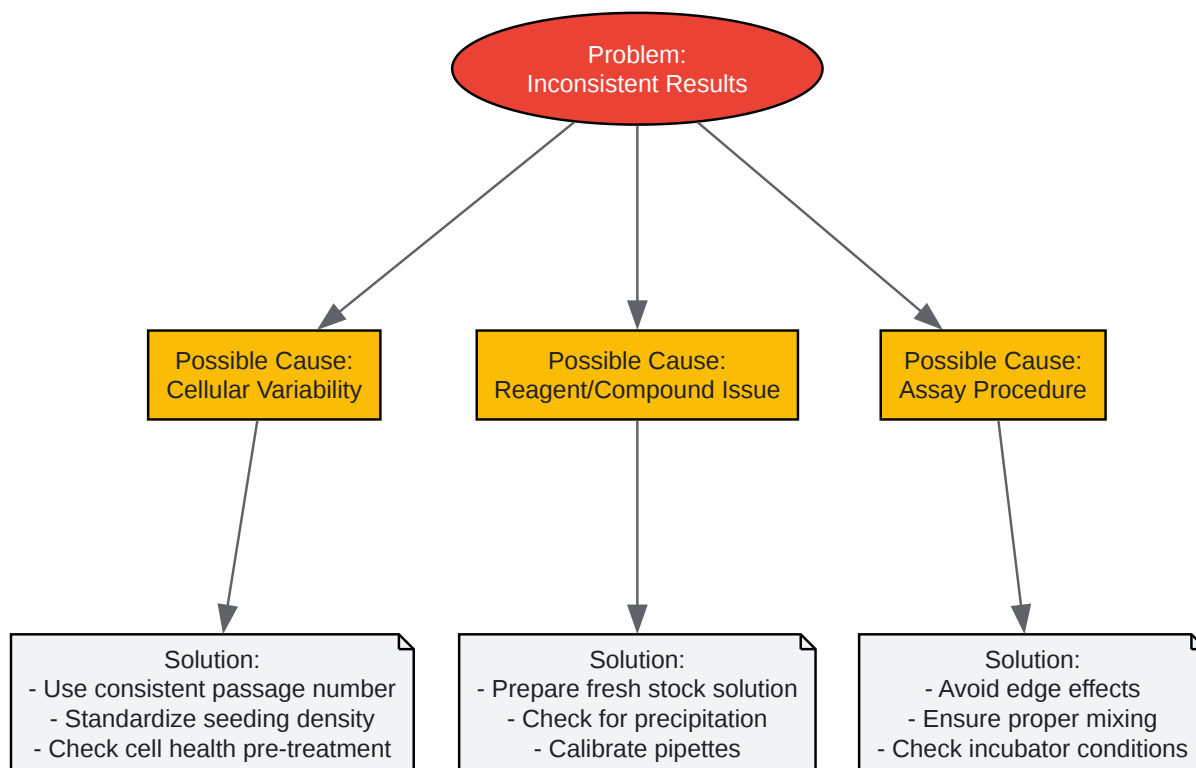 Problem:
Inconsistent Results
Possible Cause:
Cellular Variability
Possible Cause:
Reagent/Compound Issue
Possible Cause:
Assay Procedure
Solution:
- Use consistent passage number
- Standardize seeding density
- Check cell health pre-treatment
Solution:
- Prepare fresh stock solution
- Check for precipitation
- Calibrate pipettes
Solution:
- Avoid edge effects
- Ensure proper mixing
- Check incubator conditions